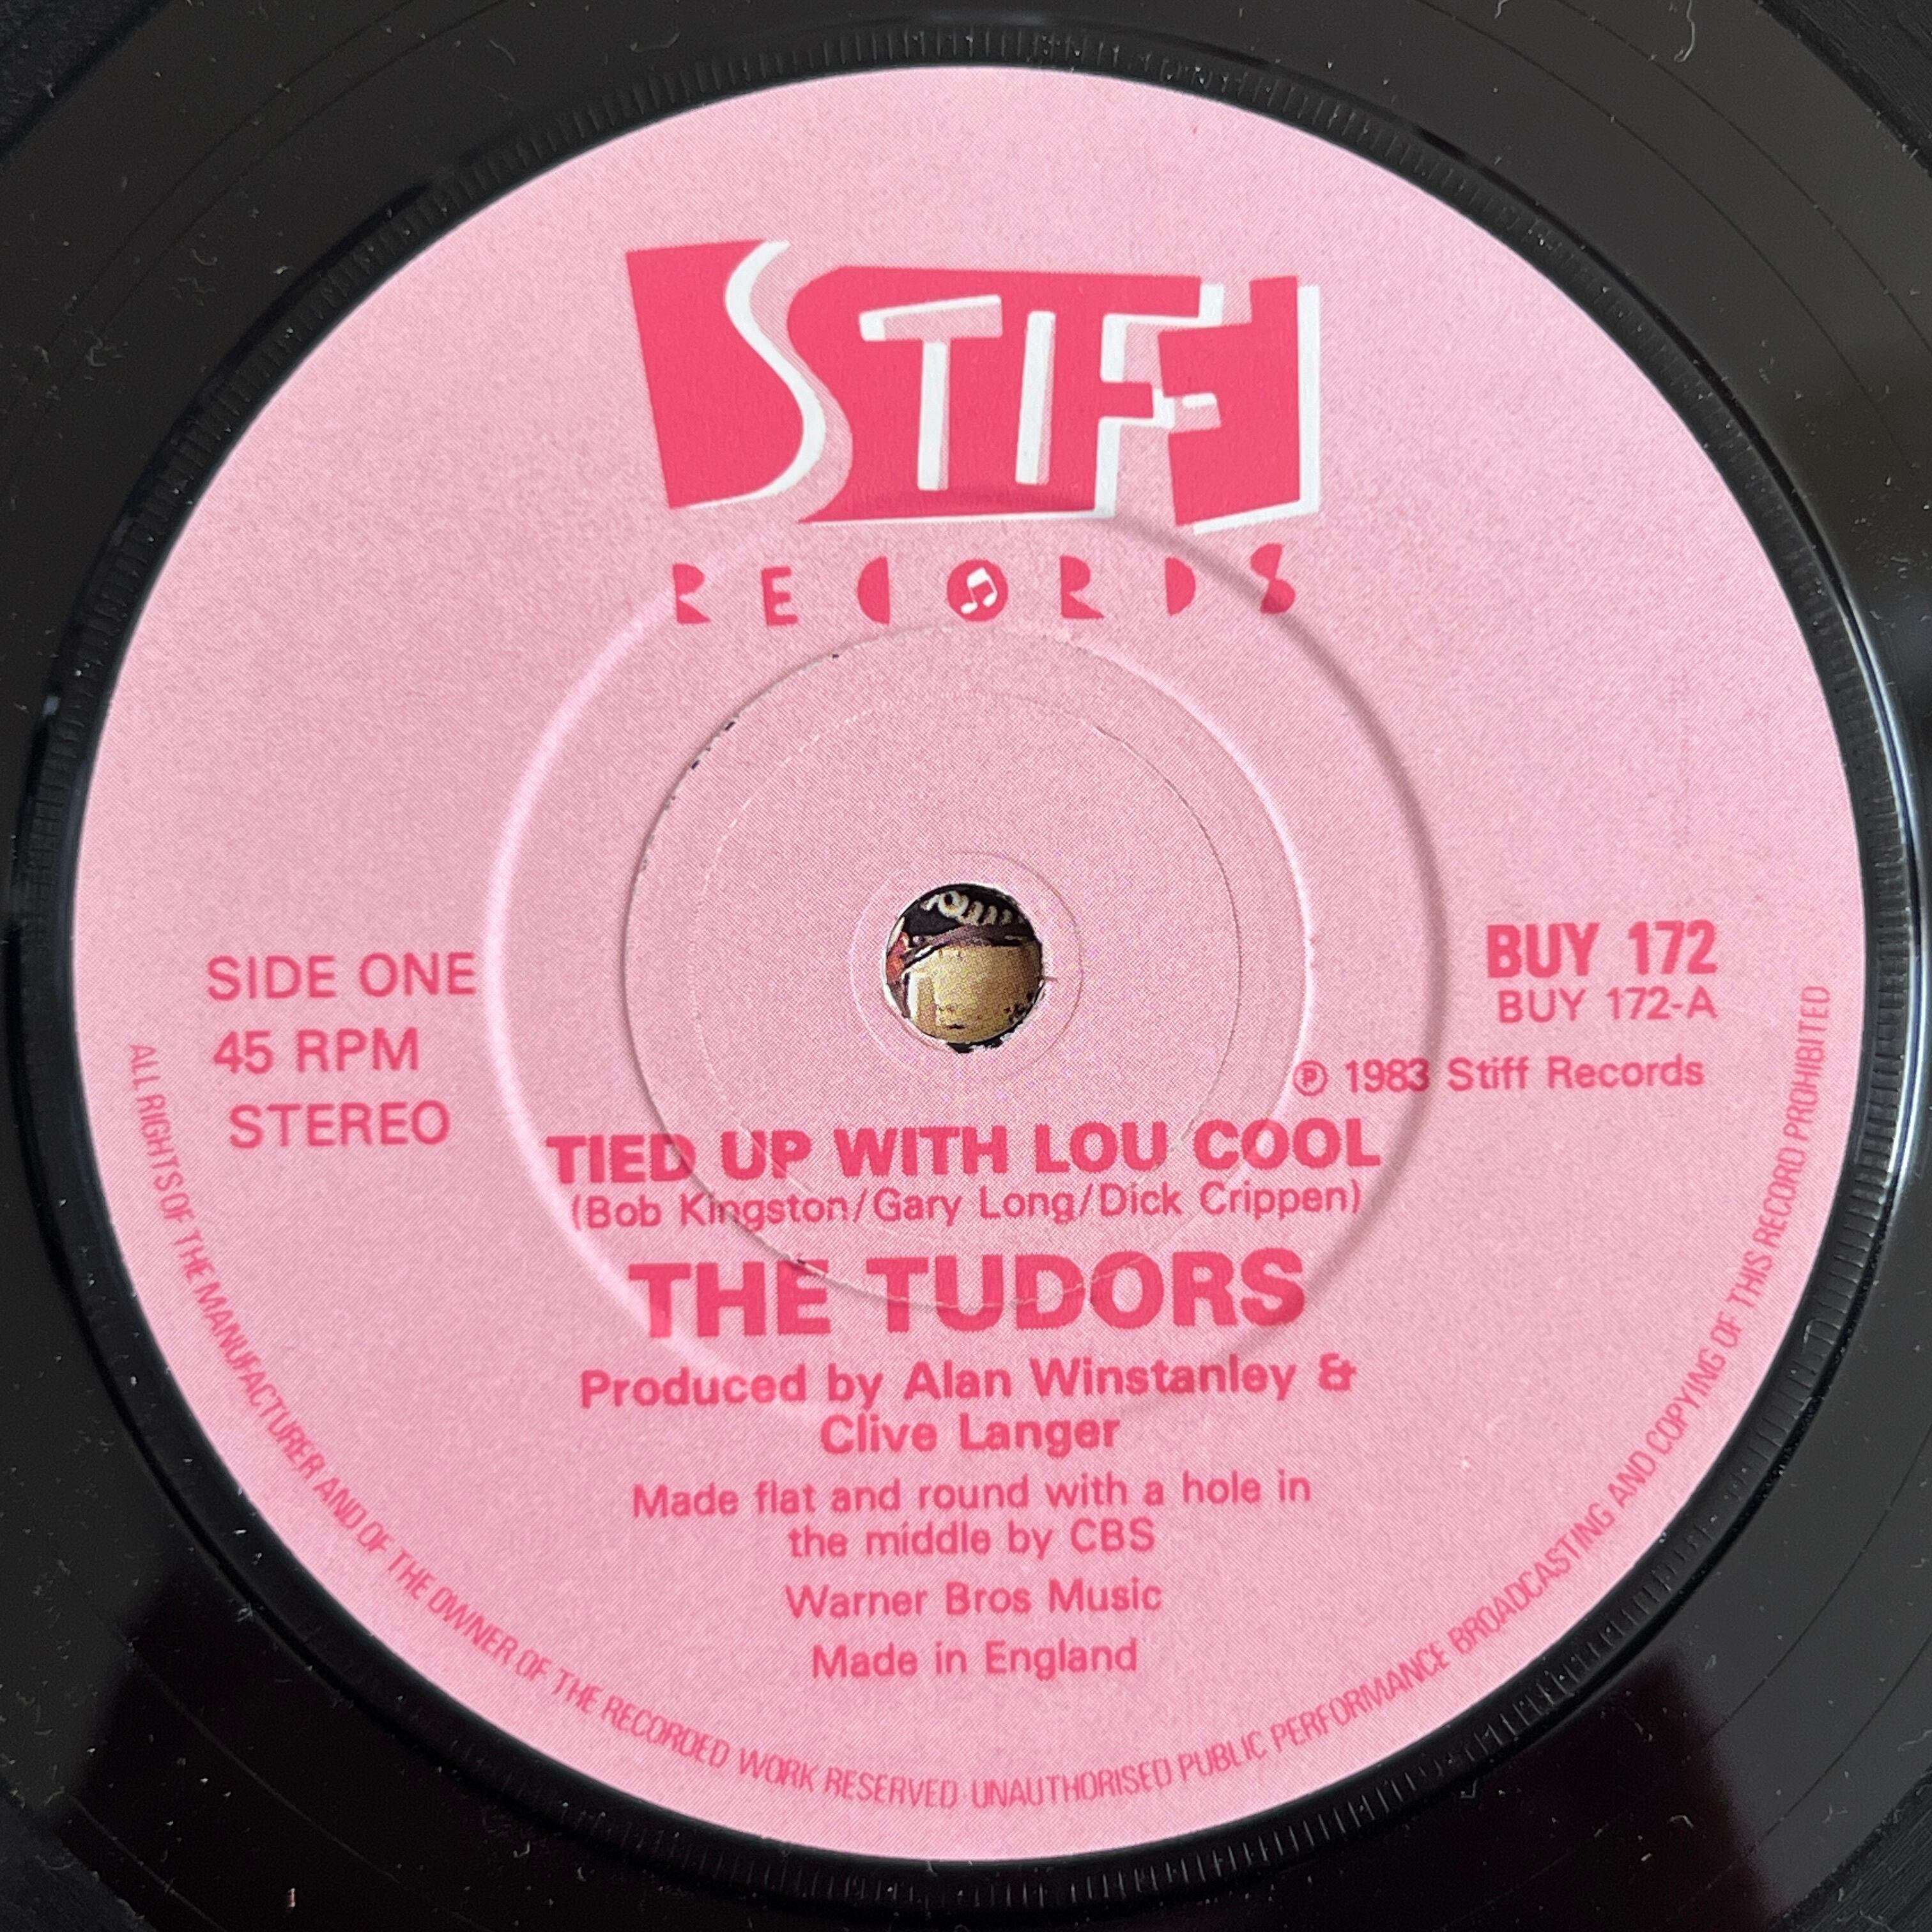 STIFF
RECORDS
SIDE ONE
45 RPM
STEREO
BUY 172
BUY 172-A
℗ 1983 Stiff Records
TIED UP WITH LOU COOL
(Bob Kingston/Gary Long/Dick Crippen)
THE TUDORS
Produced by Alan Winstanley &
Clive Langer
Made flat and round with a hole in
the middle by CBS
Warner Bros Music
Made in England
ALL RIGHTS OF THE MANUFACTURER AND OF THE OWNER OF THE RECORDED WORK RESERVED UNAUTHORISED PUBLIC PERFORMANCE BROADCASTING AND COPYING OF THIS RECORD PROHIBITED